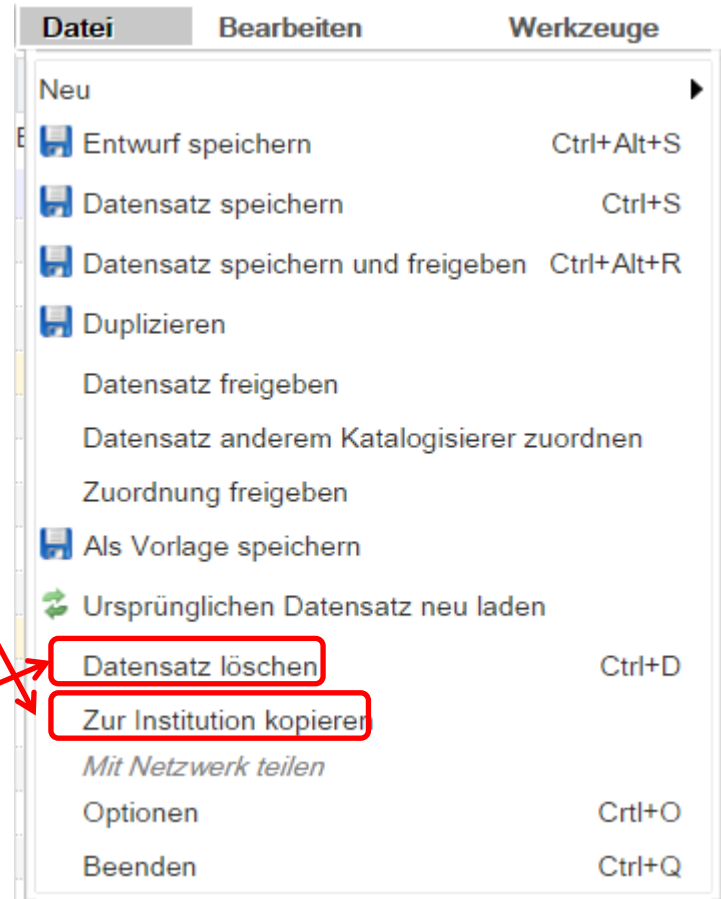 Datei Bearbeiten Werkzeuge
Neu
E
Entwurf speichern Ctrl+Alt+S
Datensatz speichern Ctrl+S
Datensatz speichern und freigeben Ctrl+Alt+R
Duplizieren
Datensatz freigeben
Datensatz anderem Katalogisierer zuordnen
Zuordnung freigeben
Als Vorlage speichern
Ursprünglichen Datensatz neu laden
Datensatz löschen Ctrl+D
Zur Institution kopieren
Mit Netzwerk teilen
Optionen Crtl+O
Beenden Ctrl+Q